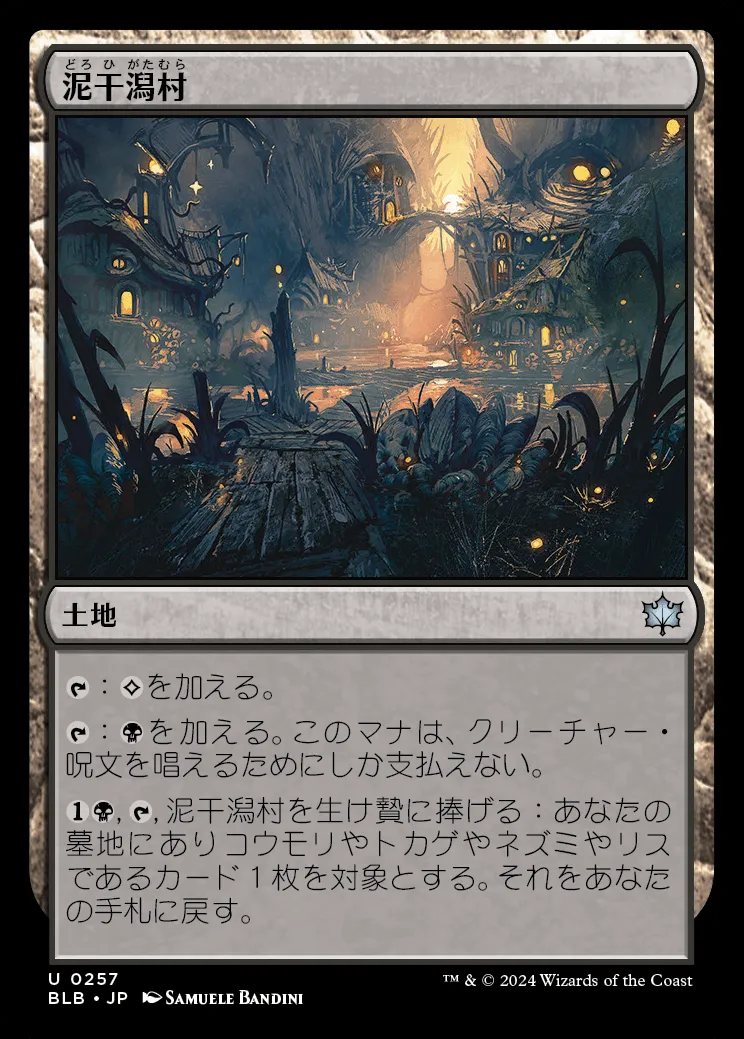 どろ ひ がたむら
泥干潟村
土地
：を加える。
：を加える。このマナは、クリーチャー・
呪文を唱えるためにしか支払えない。
1, , 泥干潟村を生け贄に捧げる：あなたの
墓地にありコウモリやトカゲやネズミやリス
であるカード１枚を対象とする。それをあなた
の手札に戻す。
U 0257
BLB • JP SAMUELE BANDINI
™ & © 2024 Wizards of the Coast